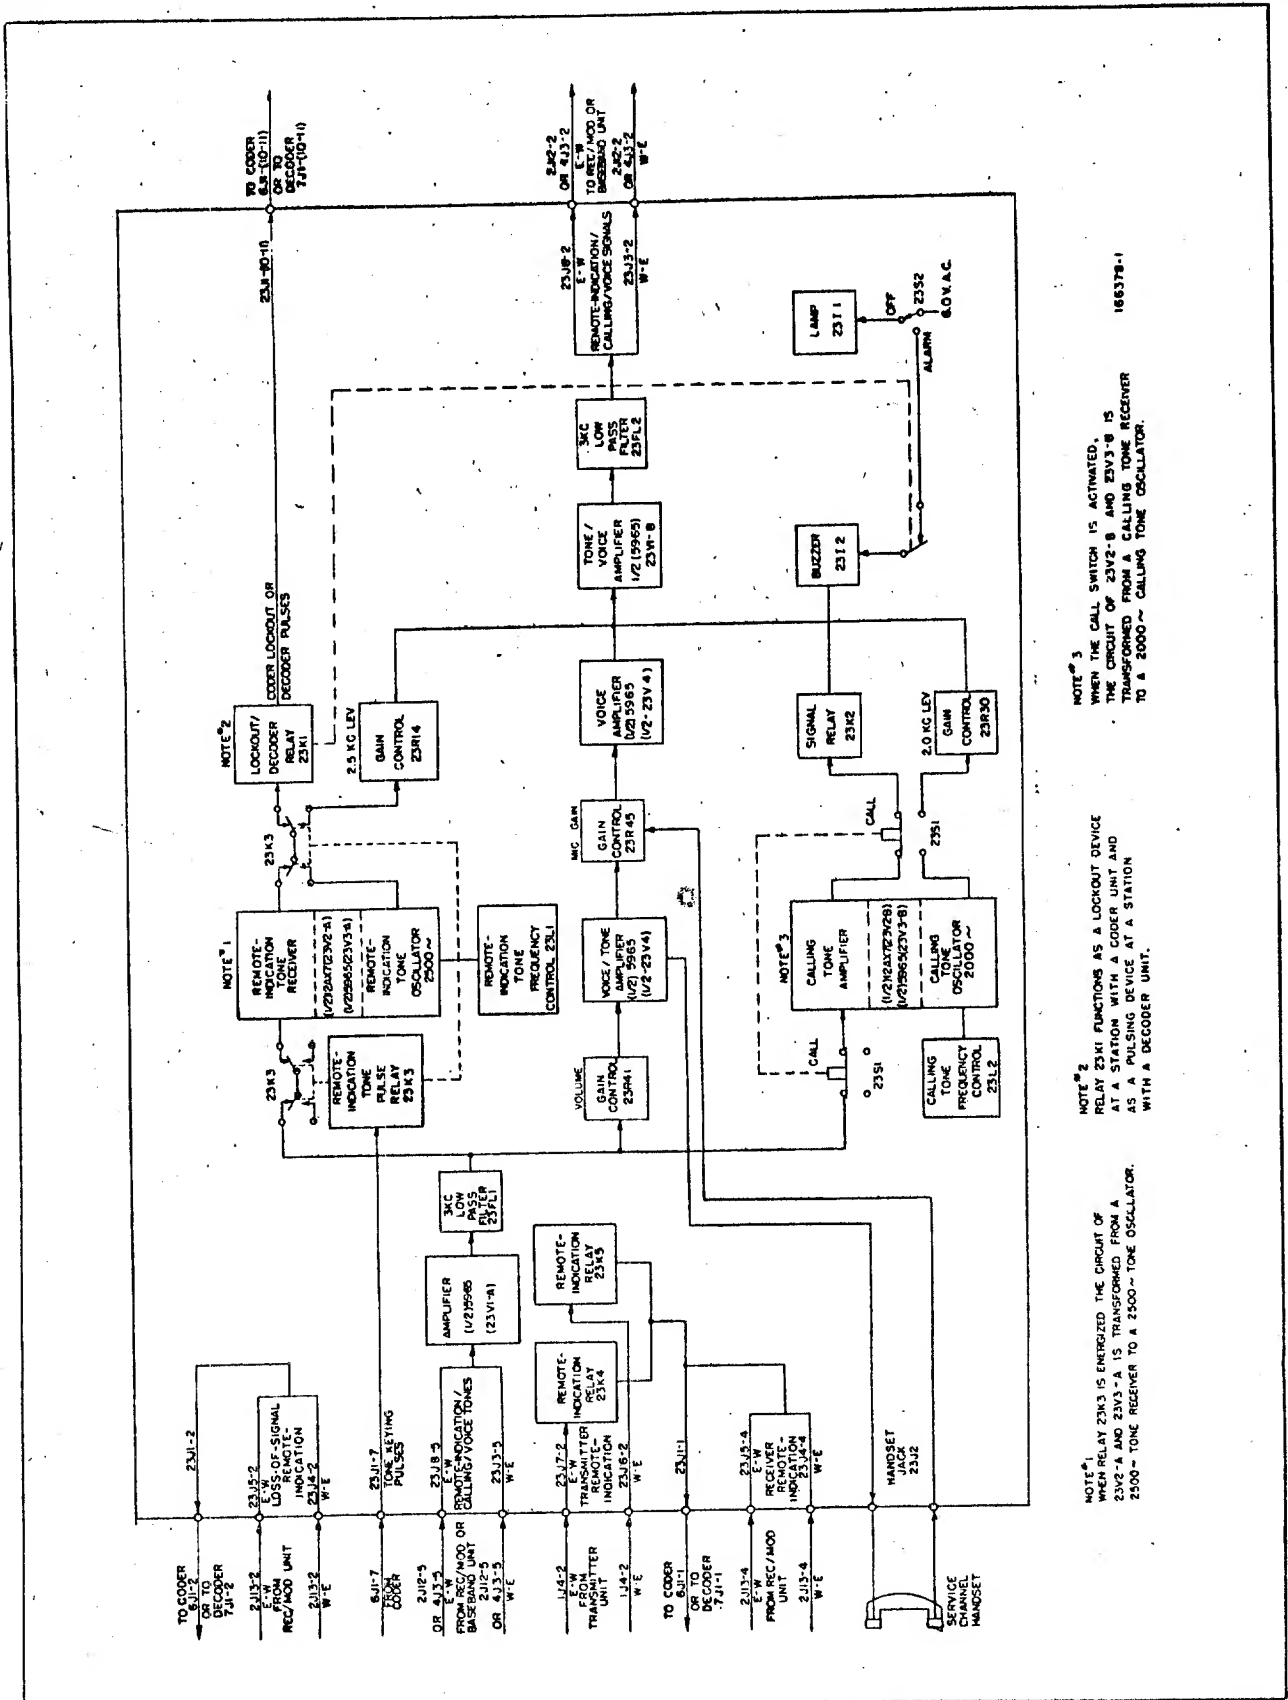 TO CODER
6J1-2
OR TO
DECODER
7J1-2
23J1-2
2J13-2
E-W
FROM
REC/MOD UNIT
2J13-2
W-E
23J5-2
E-W
LOSS-OF-SIGNAL
REMOTE-
INDICATION
23J4-2
W-E
6J1-7
FROM
CODER
23J1-7
TONE KEYING
PULSES
2J12-5
OR 4J3-5
E-W
FROM REC/MOD OR
BASEBAND UNIT
2J12-5
OR 4J3-5
W-E
23J8-5
E-W
REMOTE-INDICATION/
CALLING/VOICE TONES
23J3-5
W-E
1J4-2
E-W
FROM
TRANSMITTER
UNIT
1J4-2
W-E
23J7-2
E-W
TRANSMITTER
REMOTE-
INDICATION
23J6-2
W-E
TO CODER
6J1-1
OR TO
DECODER
7J1-1
23J1-1
2J13-4
E-W
FROM REC/MOD
UNIT
2J13-4
W-E
23J5-4
E-W
RECEIVER
REMOTE-
INDICATION
23J4-4
W-E
HANDSET
JACK
23J2
SERVICE
CHANNEL
HANDSET
AMPLIFIER
(1/2)5965
(23V1-A)
3KC
LOW
PASS
FILTER
23FL1
REMOTE-
INDICATION
RELAY
23K4
REMOTE-
INDICATION
RELAY
23K5
23K3
REMOTE-
INDICATION
TONE
PULSE
RELAY
23K3
NOTE #1
REMOTE-
INDICATION
TONE
RECEIVER
(1/2)12AX7(23V2-A)
(1/2)5965(23V3-A)
REMOTE-
INDICATION
TONE
OSCILLATOR
2500~
REMOTE-
INDICATION
TONE
FREQUENCY
CONTROL 23L1
23K3
NOTE #2
LOCKOUT/
DECODER
RELAY
23K1
CODER LOCKOUT OR
DECODER PULSES
23J1-(10-11)
TO CODER
6J1-(10-11)
OR TO
DECODER
7J1-(10-11)
2.5 KC LEV
GAIN
CONTROL
23R14
VOLUME
GAIN
CONTROL
23R41
VOICE/TONE
AMPLIFIER
(1/2) 5965
(1/2-23V4)
MIC GAIN
GAIN
CONTROL
23R45
VOICE
AMPLIFIER
(1/2)5965
(1/2-23V4)
TONE/
VOICE
AMPLIFIER
1/2 (5965)
23V1-B
3KC
LOW
PASS
FILTER
23FL2
23J8-2
E-W
REMOTE-INDICATION/
CALLING/VOICE SIGNALS
23J3-2
W-E
2J12-2
OR 4J3-2
E-W
TO REC/MOD OR
BASEBAND UNIT
2J12-2
OR 4J3-2
W-E
CALL
23S1
CALLING
TONE
FREQUENCY
CONTROL
23L2
NOTE #3
CALLING
TONE
AMPLIFIER
(1/2)12AX7(23V2-B)
(1/2)5965(23V3-B)
CALLING
TONE
OSCILLATOR
2000~
CALL
23S1
SIGNAL
RELAY
23K2
2.0 KC LEV
GAIN
CONTROL
23R30
BUZZER
23I2
LAMP
23I1
OFF
ALARM
23S2
6.0 V.A.C.
NOTE #1
WHEN RELAY 23K3 IS ENERGIZED THE CIRCUIT OF
23V2-A AND 23V3-A IS TRANSFORMED FROM A
2500~ TONE RECEIVER TO A 2500~ TONE OSCILLATOR.
NOTE #2
RELAY 23K1 FUNCTIONS AS A LOCKOUT DEVICE
AT A STATION WITH A CODER UNIT AND
AS A PULSING DEVICE AT A STATION
WITH A DECODER UNIT.
NOTE #3
WHEN THE CALL SWITCH IS ACTIVATED,
THE CIRCUIT OF 23V2-B AND 23V3-B IS
TRANSFORMED FROM A CALLING TONE RECEIVER
TO A 2000~ CALLING TONE OSCILLATOR.
166378-1